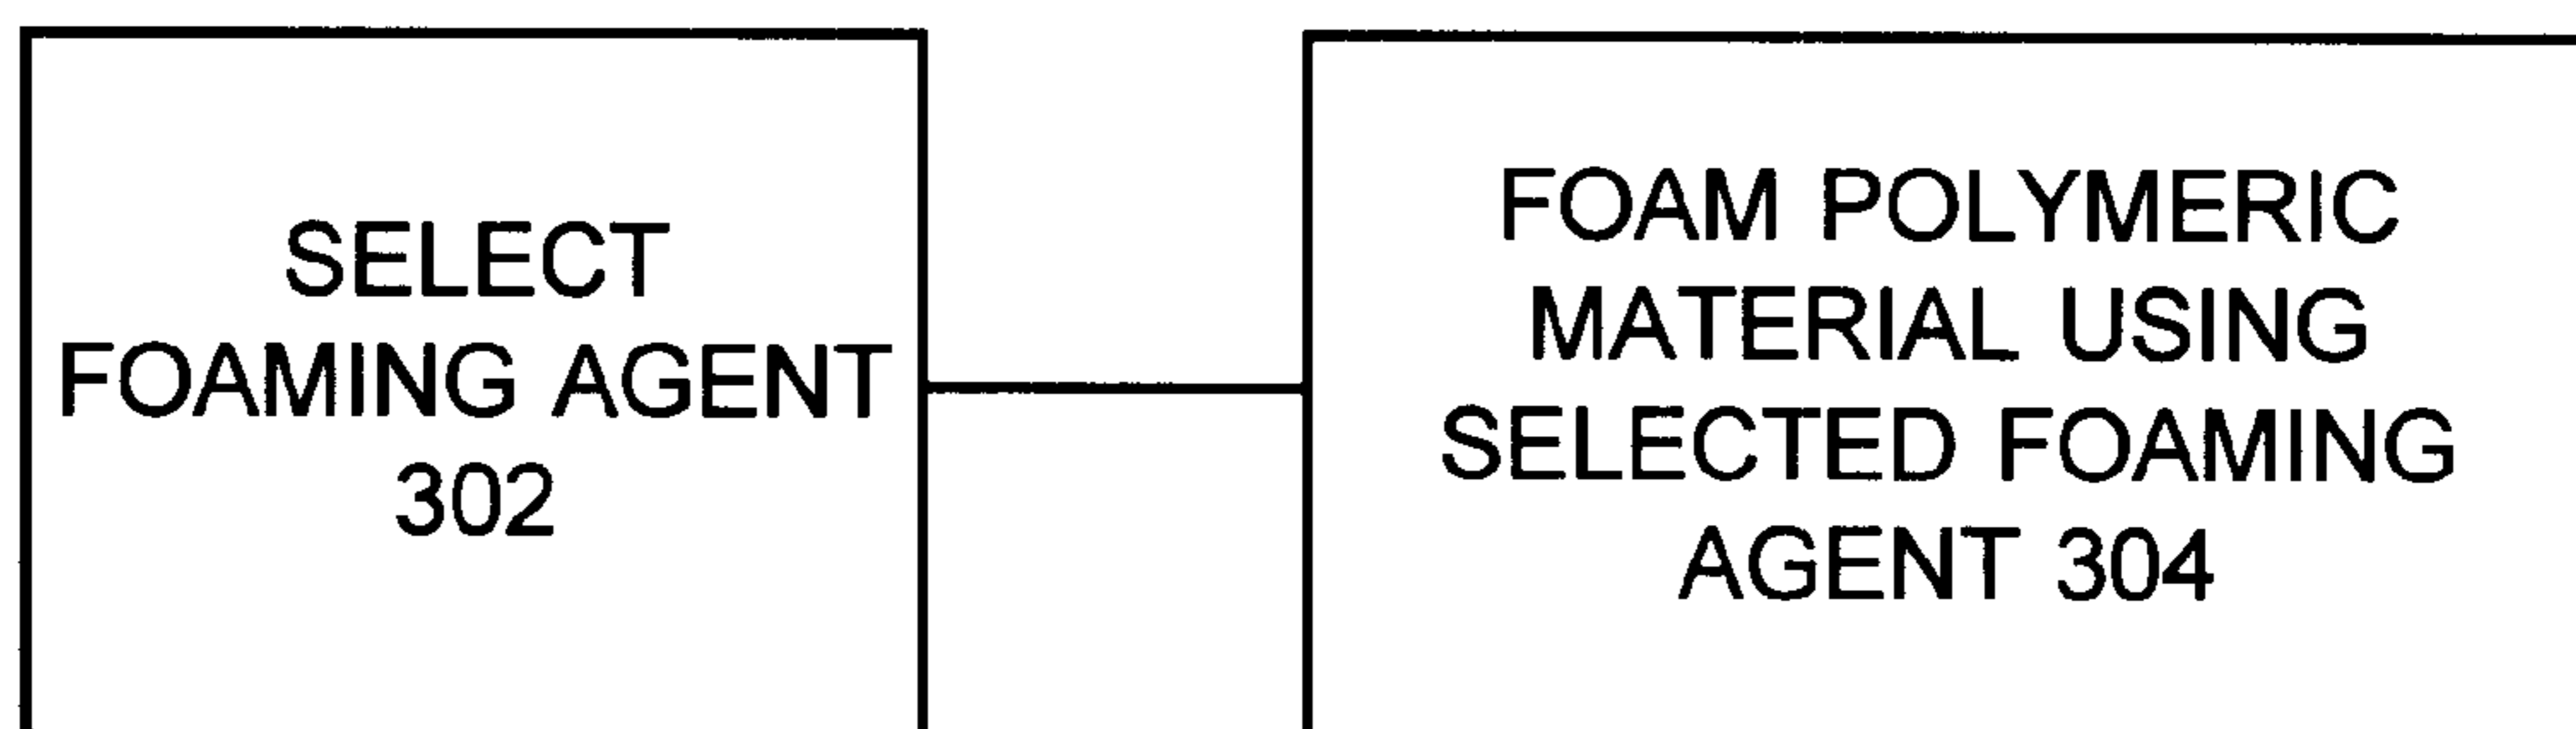 SELECT
FOAMING AGENT
302
FOAM POLYMERIC
MATERIAL USING
SELECTED FOAMING
AGENT 304